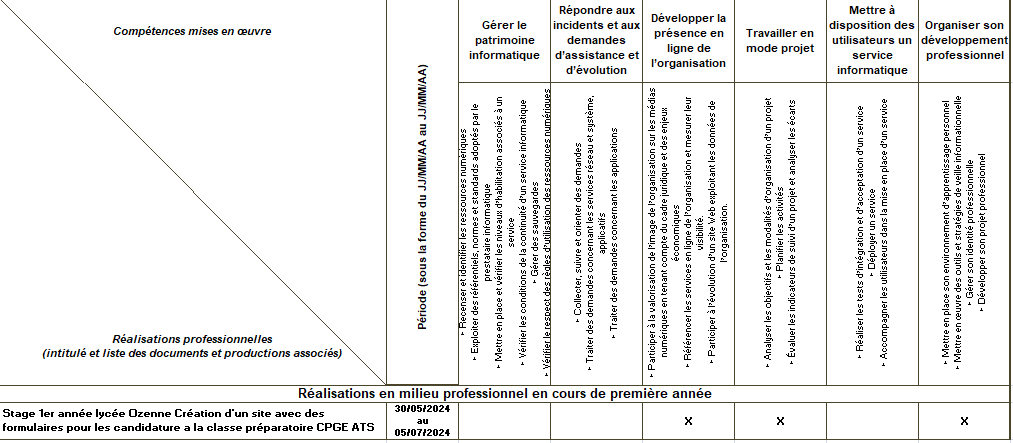 Compétences mises en œuvre
Réalisations professionnelles
(intitulé et liste des documents et productions associés)
Période (sous la forme du JJ/MM/AA au JJ/MM/AA)
Gérer le
patrimoine
informatique
Répondre aux
incidents et aux
demandes
d'assistance et
d'évolution
Développer la
présence en
ligne de
l'organisation
Travailler en
mode projet
Mettre à
disposition des
utilisateurs un
service
informatique
Organiser son
développement
professionnel
‣ Recenser et identifier les ressources numériques
‣ Exploiter des référentiels, normes et standards adoptés par le
prestataire informatique
‣ Mettre en place et vérifier les niveaux d'habilitation associés à un
service
‣ Vérifier les conditions de la continuité d'un service informatique
‣ Gérer des sauvegardes
‣ Vérifier le respect des règles d'utilisation des ressources numériques
‣ Collecter, suivre et orienter des demandes
‣ Traiter des demandes concernant les services réseau et système,
applicatifs
‣ Traiter des demandes concernant les applications
‣ Participer à la valorisation de l'image de l'organisation sur les médias
numériques en tenant compte du cadre juridique et des enjeux
économiques
‣ Référencer les services en ligne de l'organisation et mesurer leur
visibilité.
‣ Participer à l'évolution d'un site Web exploitant les données de
l'organisation.
‣ Analyser les objectifs et les modalités d'organisation d'un projet
‣ Planifier les activités
‣ Évaluer les indicateurs de suivi d'un projet et analyser les écarts
‣ Réaliser les tests d'intégration et d'acceptation d'un service
‣ Déployer un service
‣ Accompagner les utilisateurs dans la mise en place d'un service
‣ Mettre en place son environnement d'apprentissage personnel
‣ Mettre en œuvre des outils et stratégies de veille informationnelle
‣ Gérer son identité professionnelle
‣ Développer son projet professionnel
Réalisations en milieu professionnel en cours de première année
Stage 1er année lycée Ozenne Création d'un site avec des
formulaires pour les candidature a la classe préparatoire CPGE ATS
30/05/2024
au
05/07/2024
X
X
X